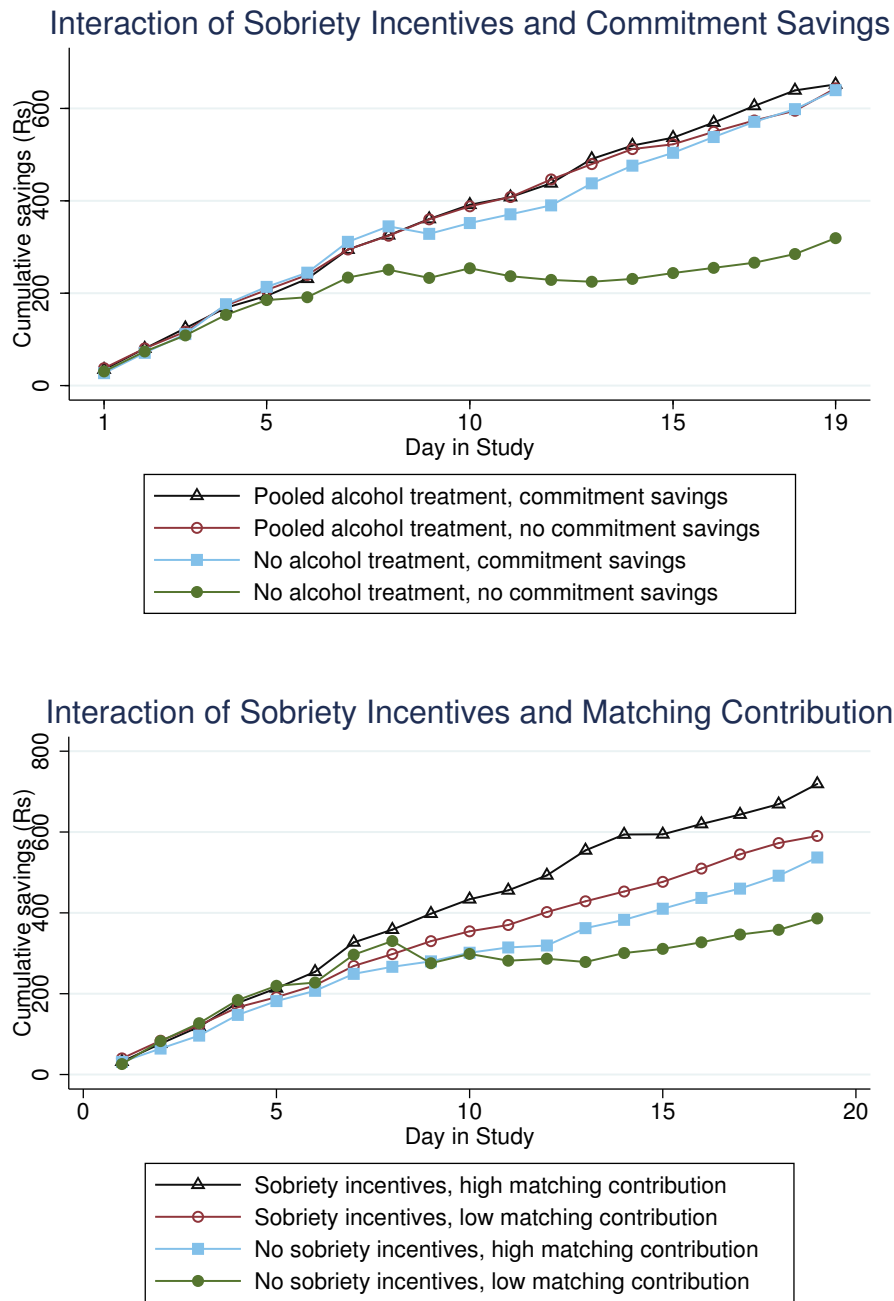 Interaction of Sobriety Incentives and Commitment Savings
Cumulative savings (Rs)
600
400
200
0
1 5 10 15 19
Day in Study
Pooled alcohol treatment, commitment savings
Pooled alcohol treatment, no commitment savings
No alcohol treatment, commitment savings
No alcohol treatment, no commitment savings
Interaction of Sobriety Incentives and Matching Contribution
Cumulative savings (Rs)
800
600
400
200
0
0 5 10 15 20
Day in Study
Sobriety incentives, high matching contribution
Sobriety incentives, low matching contribution
No sobriety incentives, high matching contribution
No sobriety incentives, low matching contribution